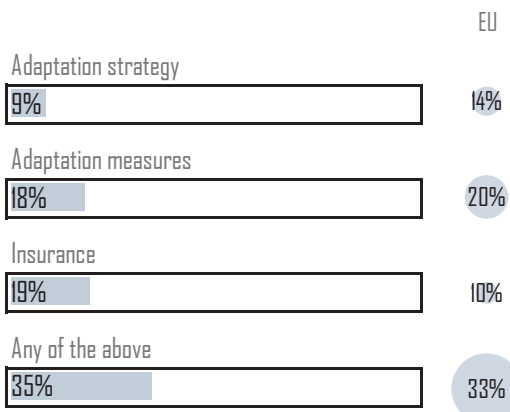 EU
Adaptation strategy
9% 14%
Adaptation measures
18% 20%
Insurance
19% 10%
Any of the above
35% 33%